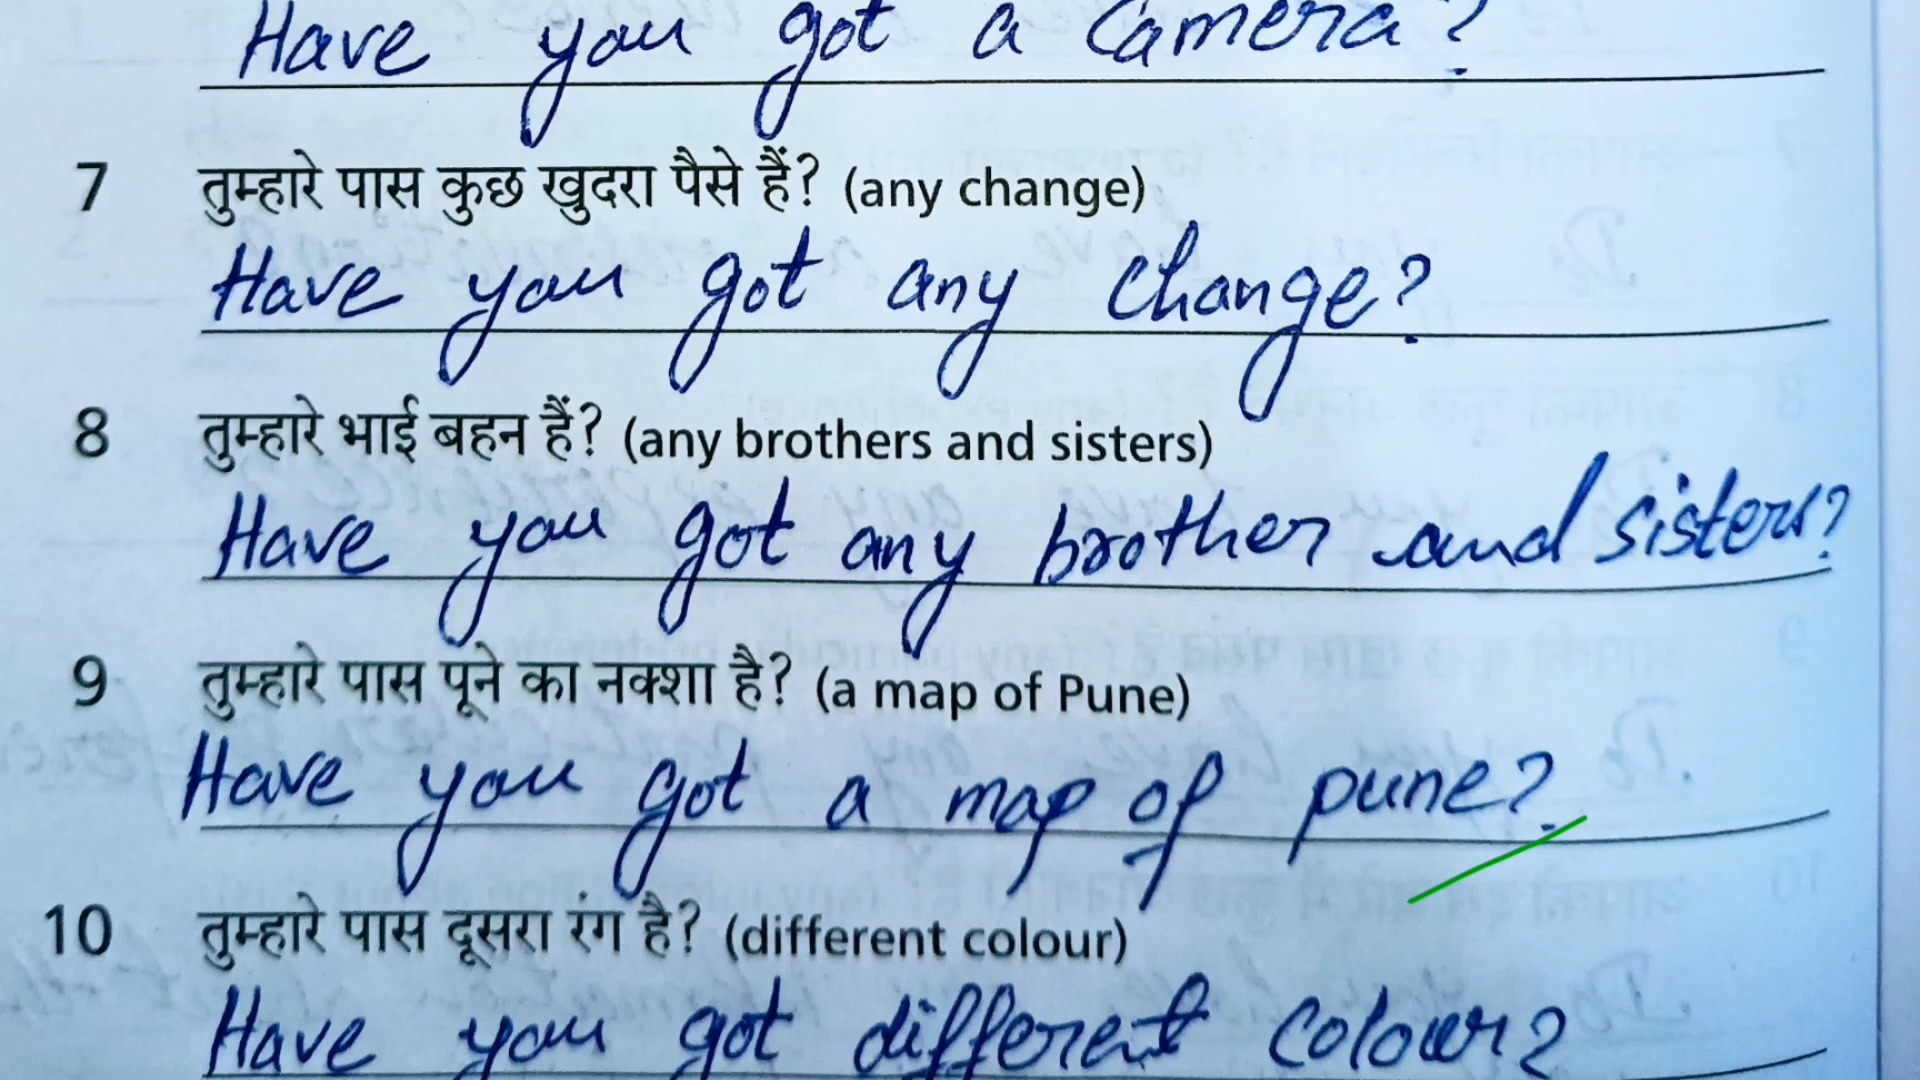 Have you got a camera?
7 तुम्हारे पास कुछ खुदरा पैसे हैं? (any change)
Have you got any change?
8 तुम्हारे भाई बहन हैं? (any brothers and sisters)
Have you got any brother and sisters?
9 तुम्हारे पास पूने का नक्शा है? (a map of Pune)
Have you got a map of pune?
10 तुम्हारे पास दूसरा रंग है? (different colour)
Have you got different colour?